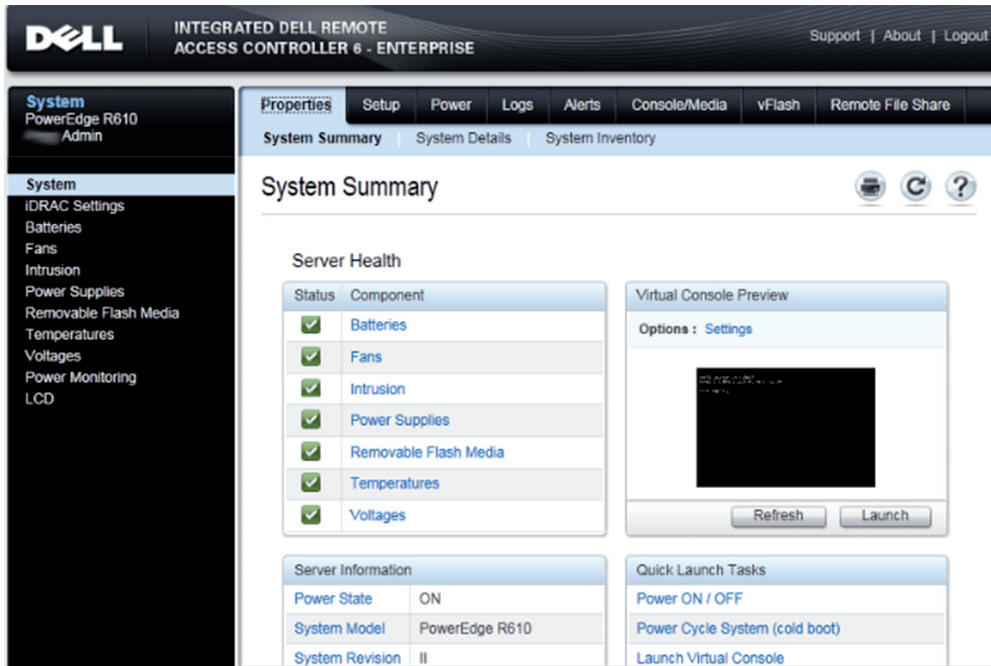 DELL
INTEGRATED DELL REMOTE
ACCESS CONTROLLER 6 - ENTERPRISE
Support | About | Logout
System
PowerEdge R610
Admin
System
iDRAC Settings
Batteries
Fans
Intrusion
Power Supplies
Removable Flash Media
Temperatures
Voltages
Power Monitoring
LCD
Properties Setup Power Logs Alerts Console/Media vFlash Remote File Share
System Summary | System Details | System Inventory
System Summary
Server Health
Status Component
Batteries
Fans
Intrusion
Power Supplies
Removable Flash Media
Temperatures
Voltages
Virtual Console Preview
Options : Settings
Refresh Launch
Server Information
Power State ON
System Model PowerEdge R610
System Revision II
Quick Launch Tasks
Power ON / OFF
Power Cycle System (cold boot)
Launch Virtual Console